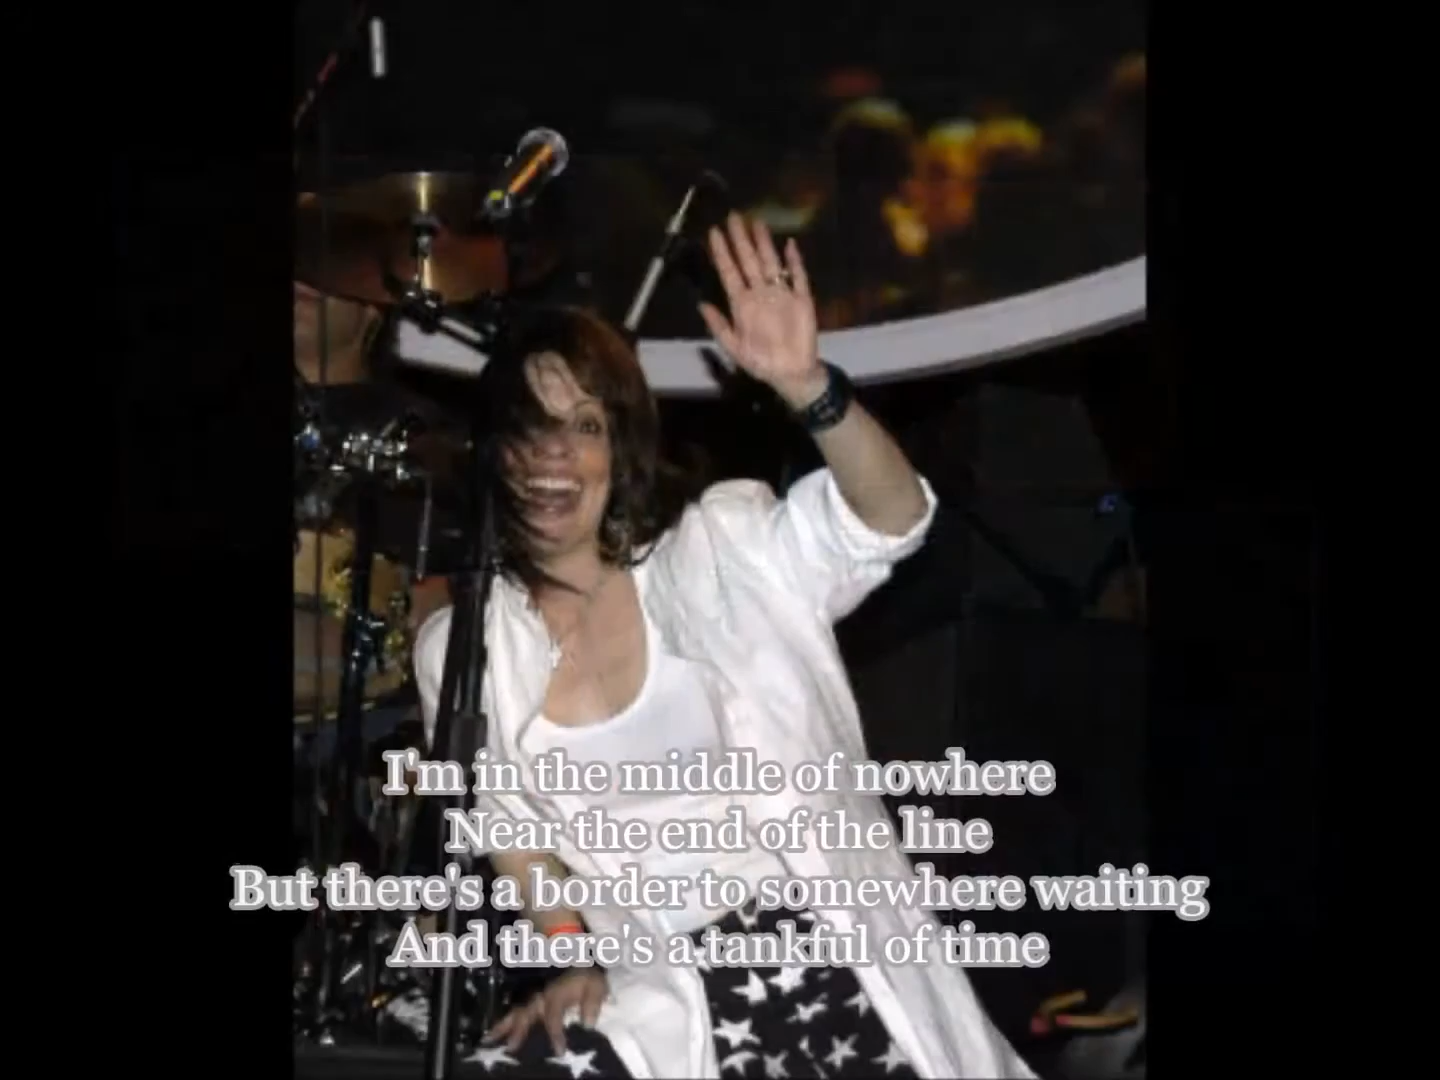 I'm in the middle of nowhere
Near the end of the line
But there's a border to somewhere waiting
And there's a tankful of time